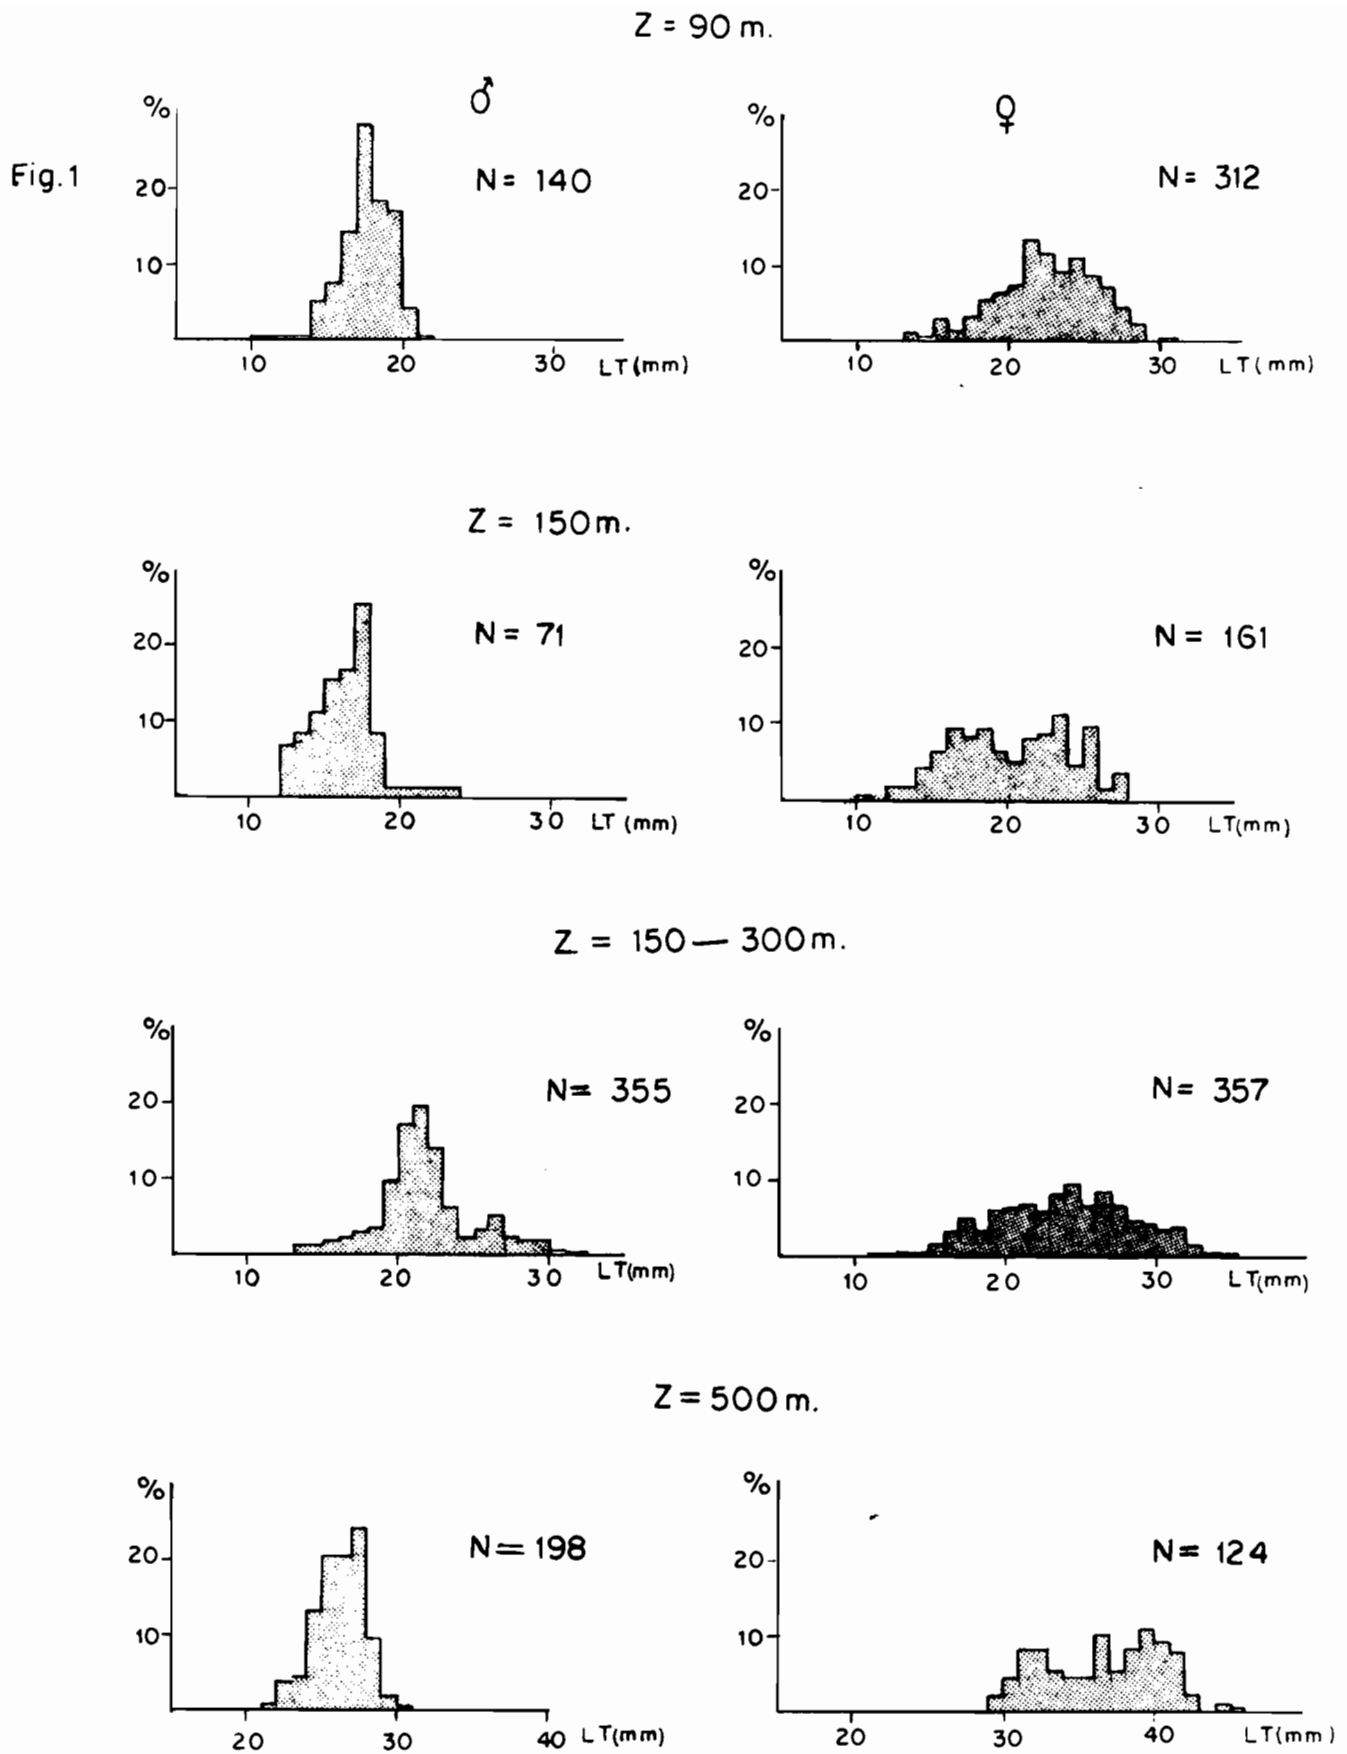 Z = 90 m.
♂ ♀
Fig.1
% N= 140
20
10
10 20 30 LT(mm)
% N= 312
20
10
10 20 30 LT(mm)
Z = 150m.
% N= 71
20
10
10 20 30 LT (mm)
% N= 161
20
10
10 20 30 LT(mm)
Z = 150 — 300m.
% N= 355
20
10
10 20 30 LT(mm)
% N= 357
20
10
10 20 30 LT(mm)
Z=500m.
% N=198
20
10
20 30 40 LT(mm)
% N= 124
20
10
20 30 40 LT(mm)